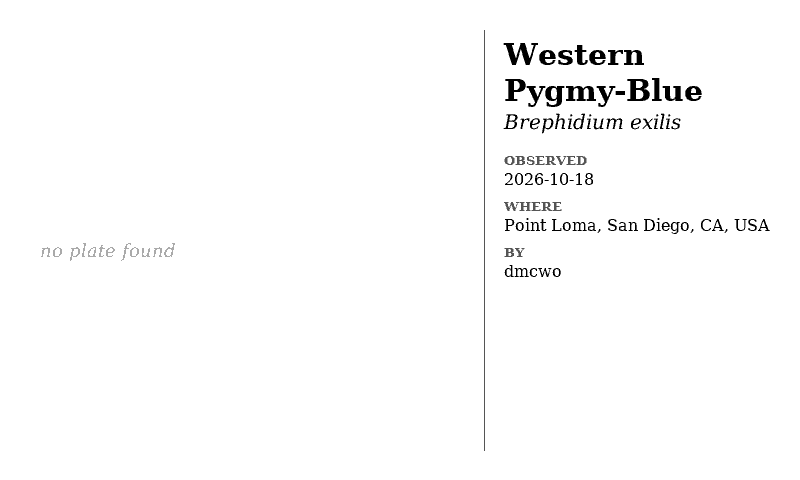 no plate found
Western
Pygmy-Blue
Brephidium exilis
OBSERVED
2026-10-18
WHERE
Point Loma, San Diego, CA, USA
BY
dmcwo